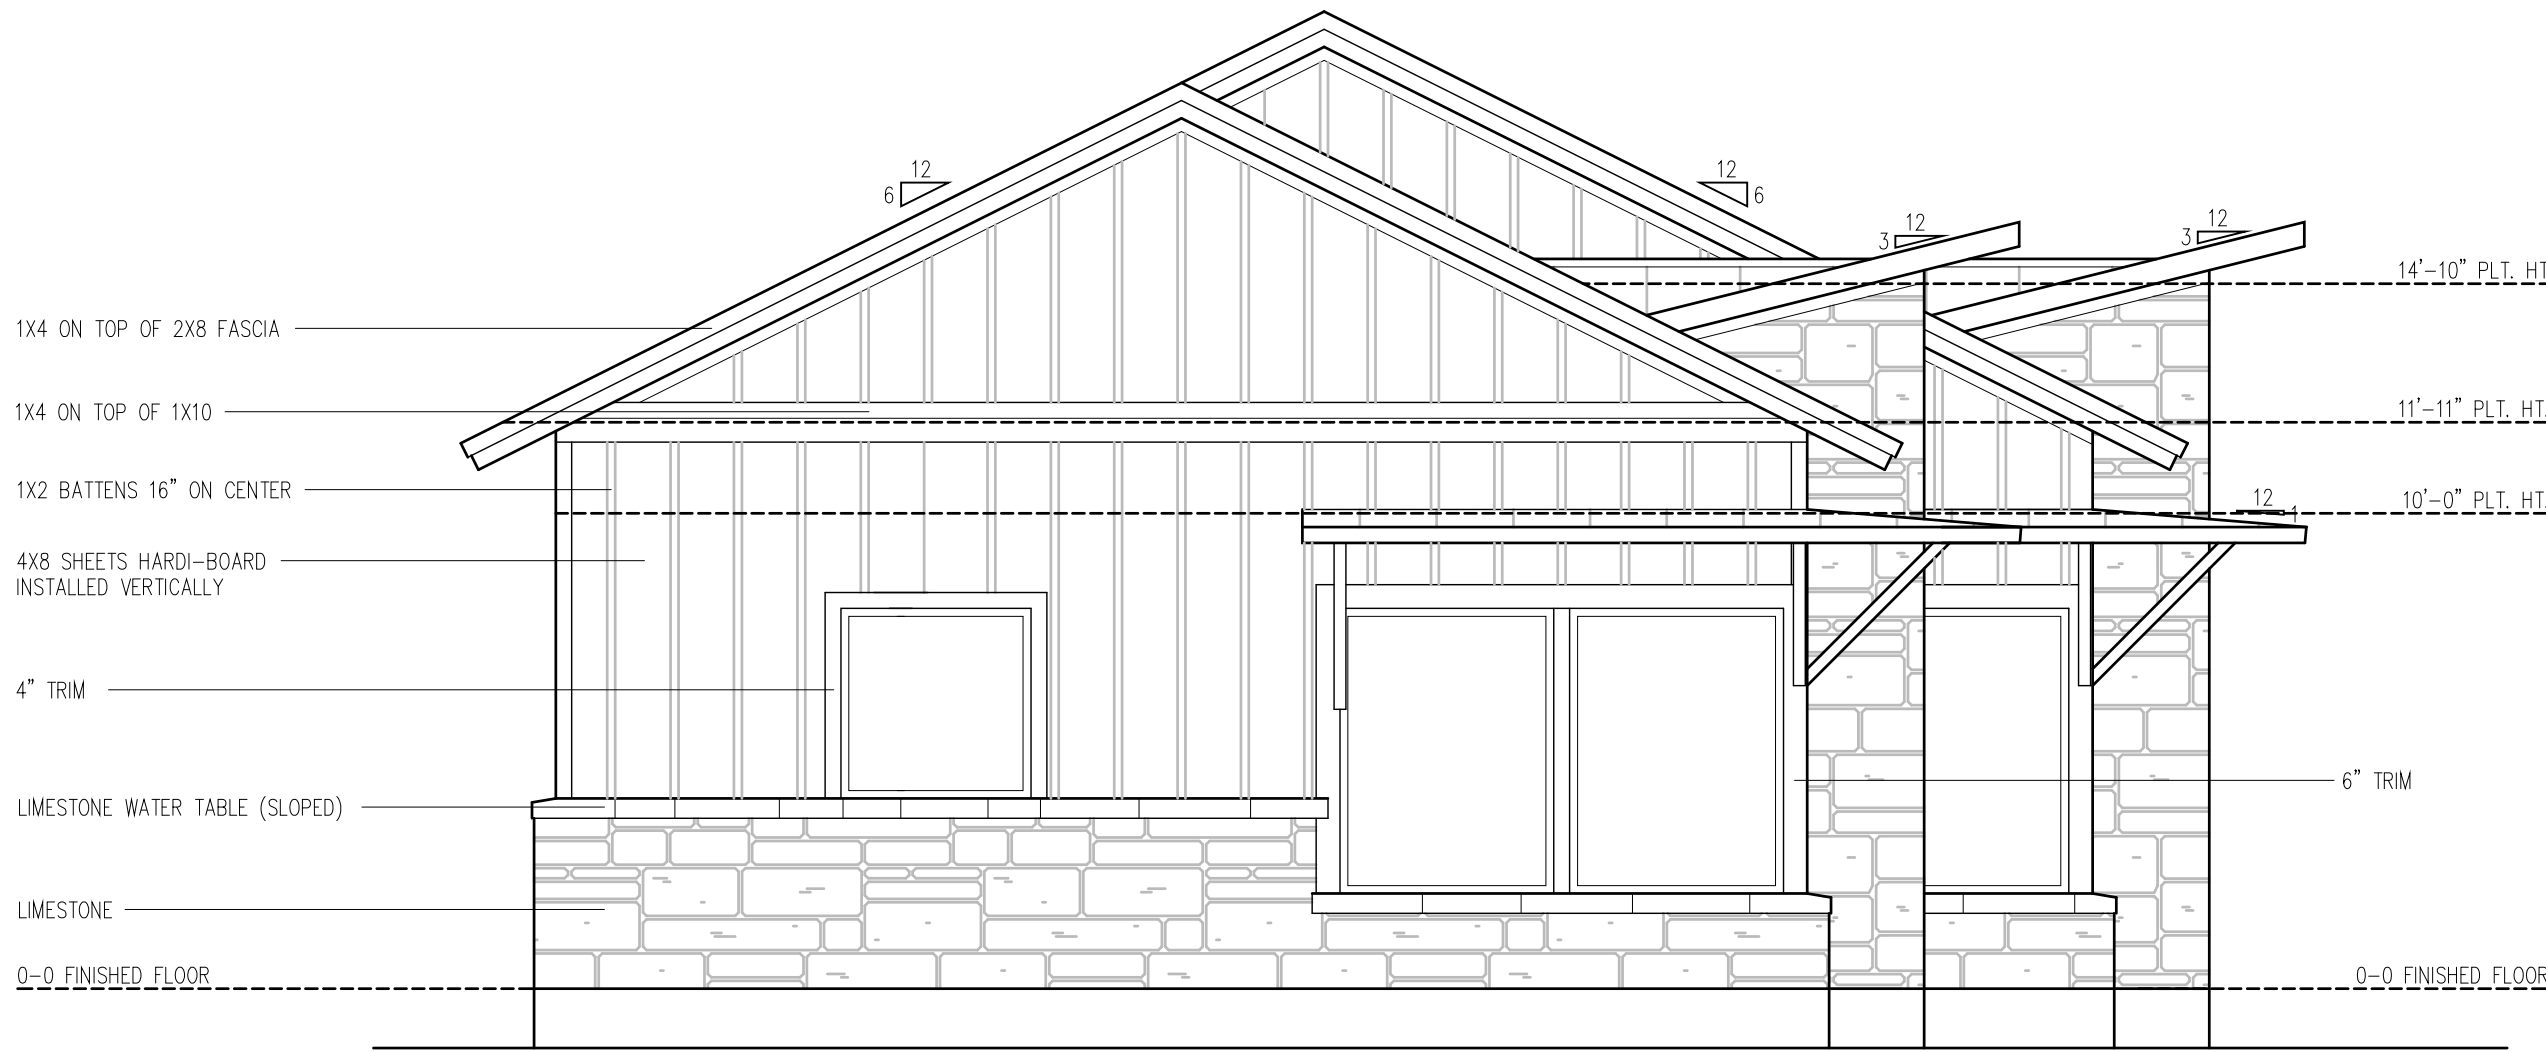 12
6
12
6
12
3
12
3
14'-10" PLT. HT
1X4 ON TOP OF 2X8 FASCIA
1X4 ON TOP OF 1X10
11'-11" PLT. HT.
1X2 BATTENS 16" ON CENTER
10'-0" PLT. HT.
12
1
4X8 SHEETS HARDI-BOARD
INSTALLED VERTICALLY
4" TRIM
6" TRIM
LIMESTONE WATER TABLE (SLOPED)
LIMESTONE
0-0 FINISHED FLOOR
0-0 FINISHED FLOOR